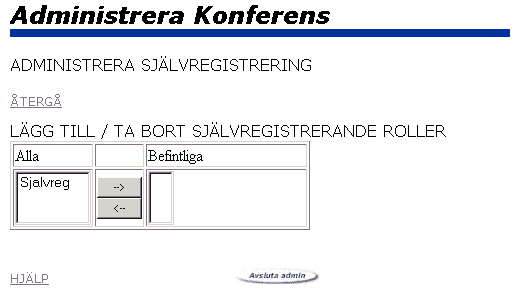 Administrera Konferens
ADMINISTRERA SJÄLVREGISTRERING
ÅTERGÅ
LÄGG TILL / TA BORT SJÄLVREGISTRERANDE ROLLER
Alla Befintliga
Sjalvreg
-->
<--
HJÄLP Avsluta admin